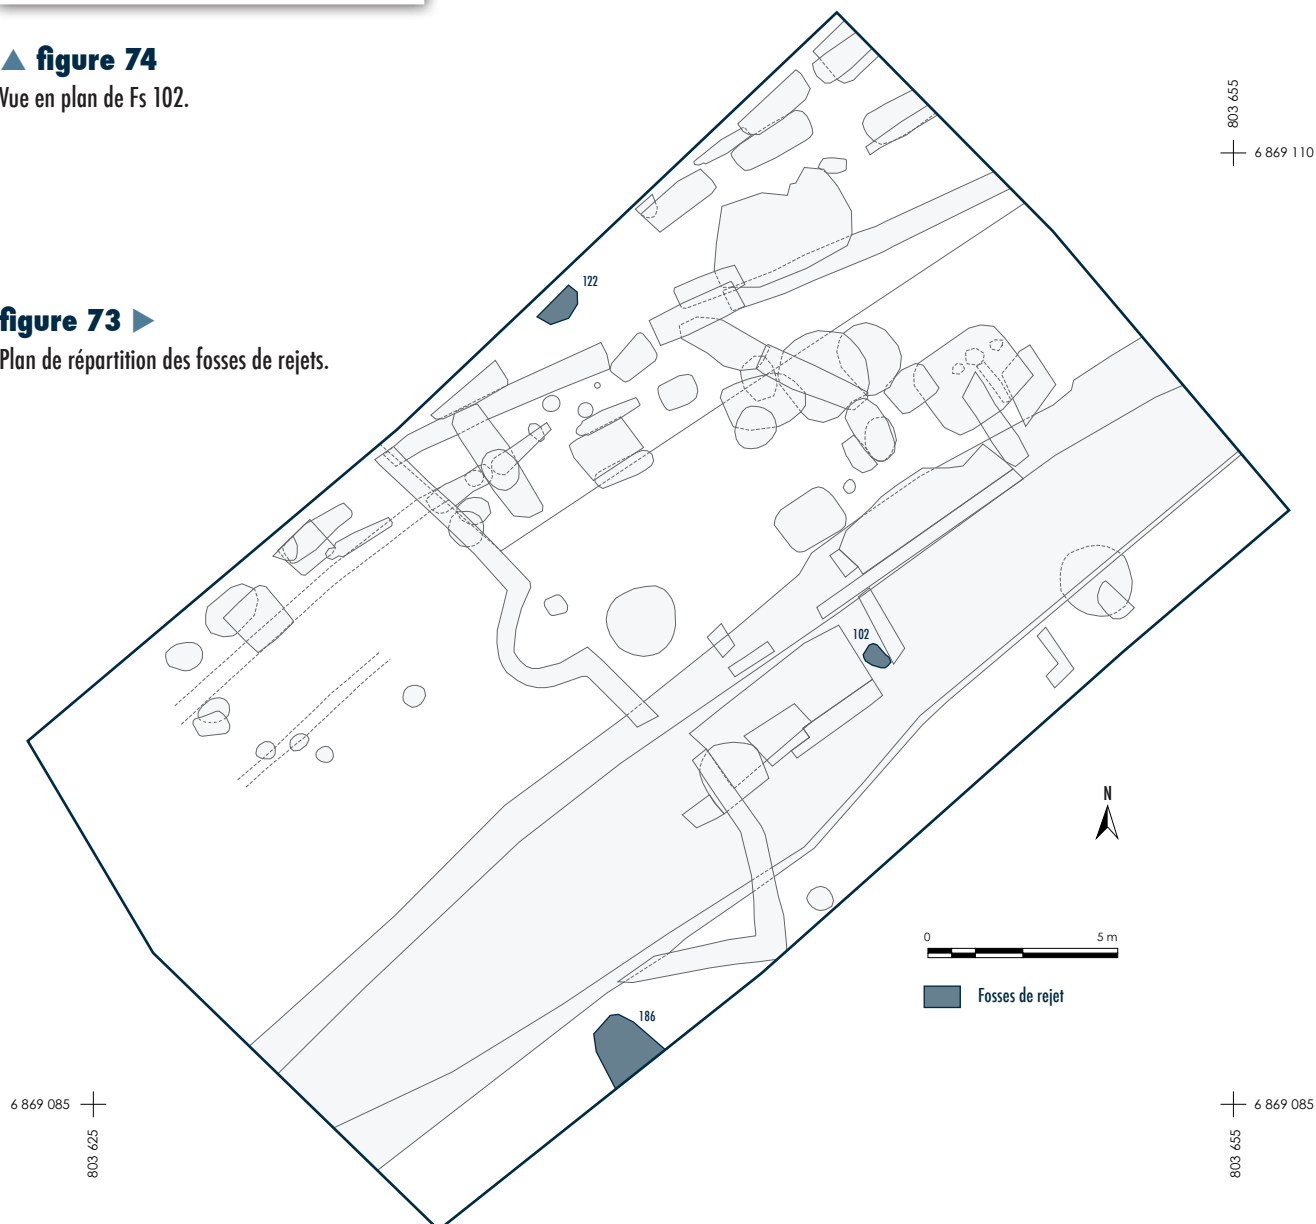 ▲ figure 74
Vue en plan de Fs 102.
figure 73 ▶
Plan de répartition des fosses de rejets.
803 655
6 869 110
122
102
N
0 5 m
Fosses de rejet
186
6 869 085
803 625
6 869 085
803 655